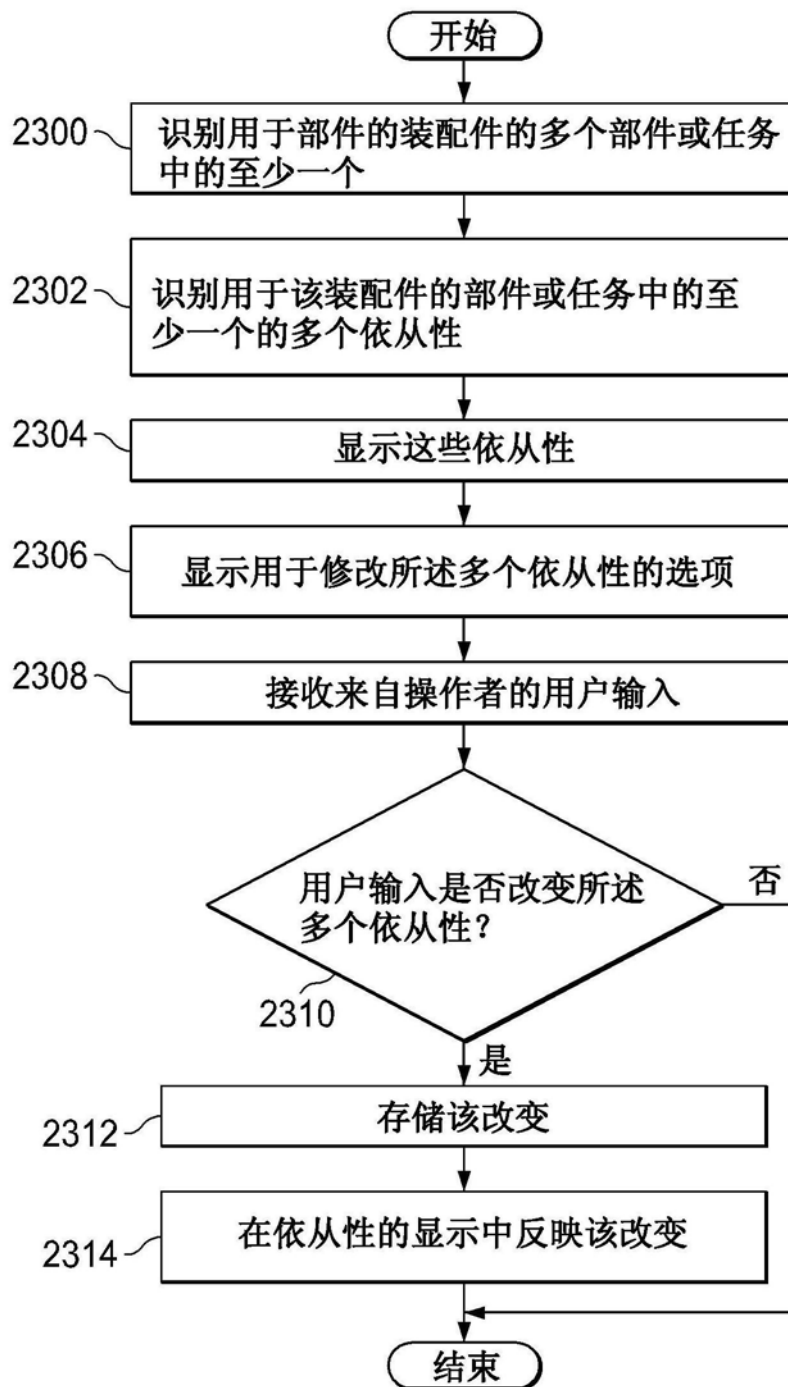 开始
2300
识别用于部件的装配件的多个部件或任务
中的至少一个
2302
识别用于该装配件的部件或任务中的至
少一个的多个依从性
2304
显示这些依从性
2306
显示用于修改所述多个依从性的选项
2308
接收来自操作者的用户输入
用户输入是否改变所述
多个依从性?
否
2310
是
2312
存储该改变
2314
在依从性的显示中反映该改变
结束